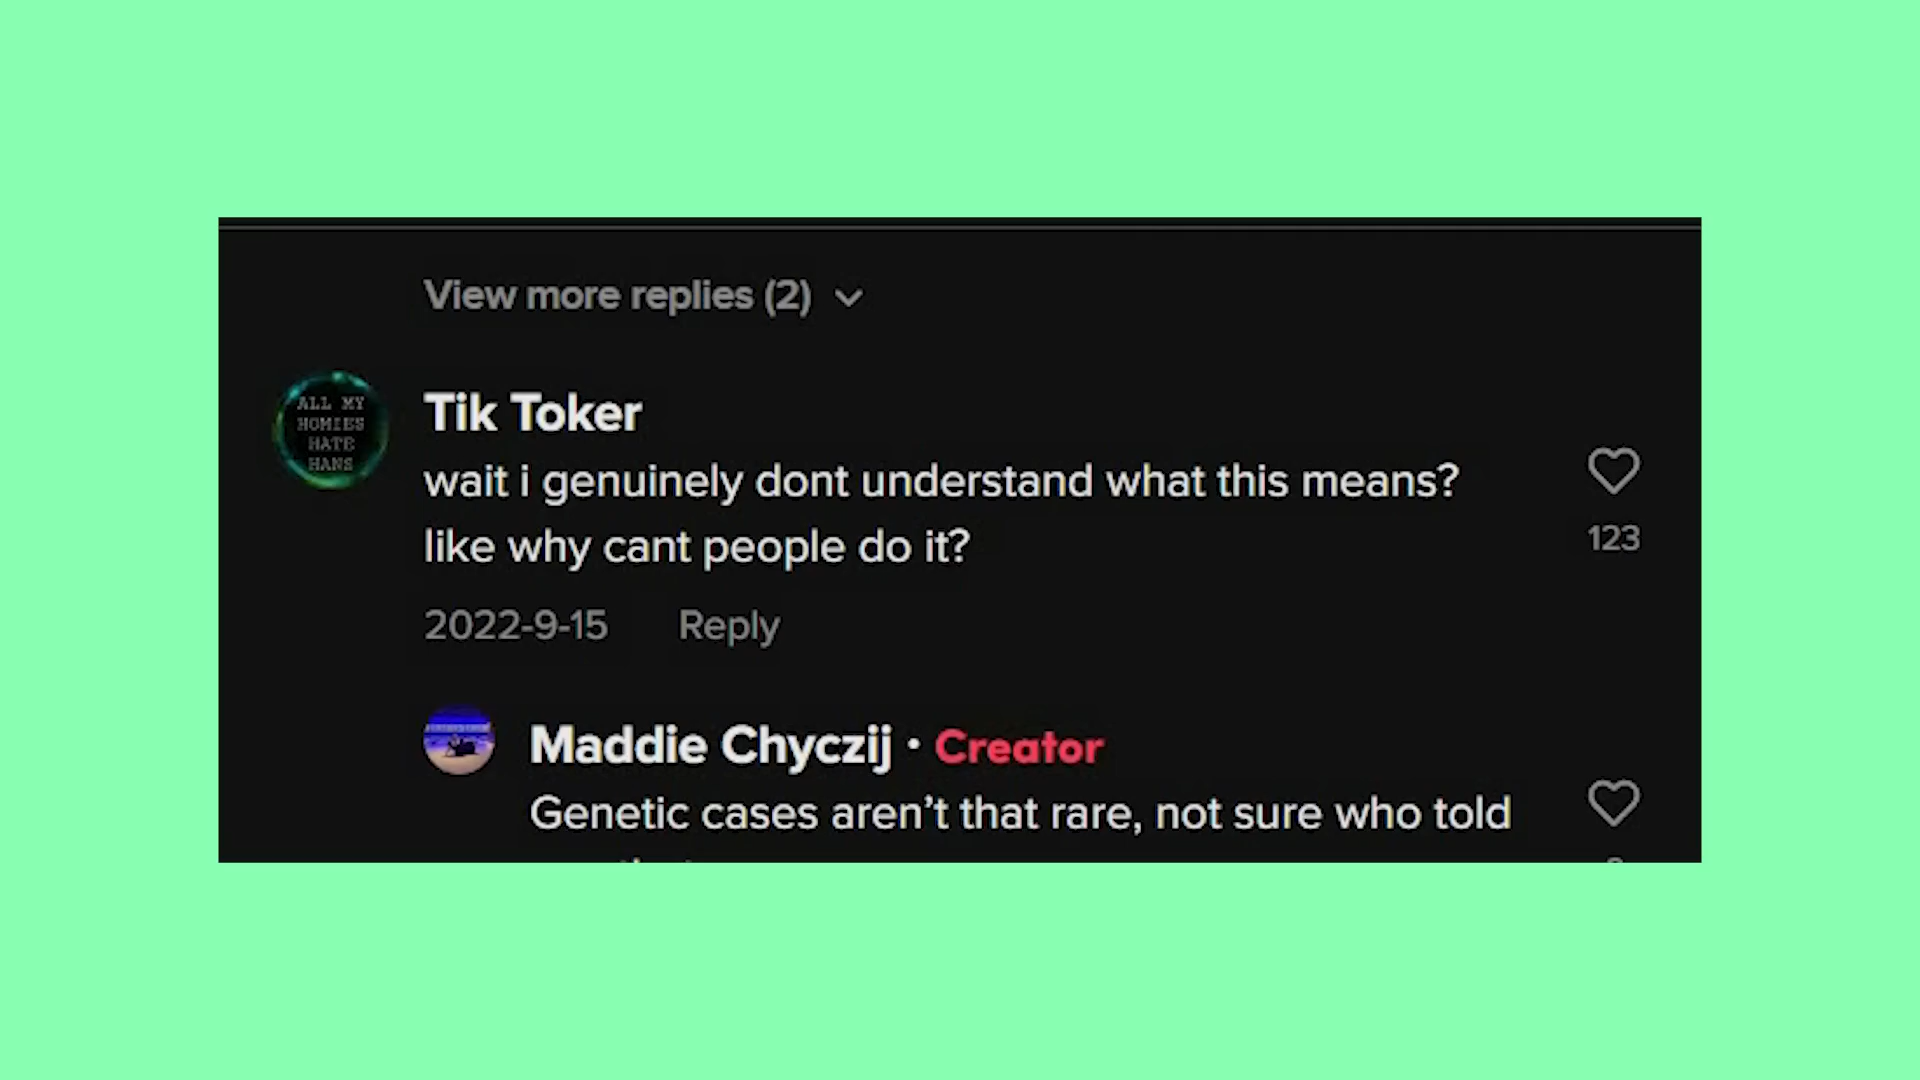 View more replies (2)
ALL MY
HOMIES
HATE
HANS
Tik Toker
wait i genuinely dont understand what this means?
like why cant people do it?
123
2022-9-15 Reply
Maddie Chyczij · Creator
Genetic cases aren’t that rare, not sure who told